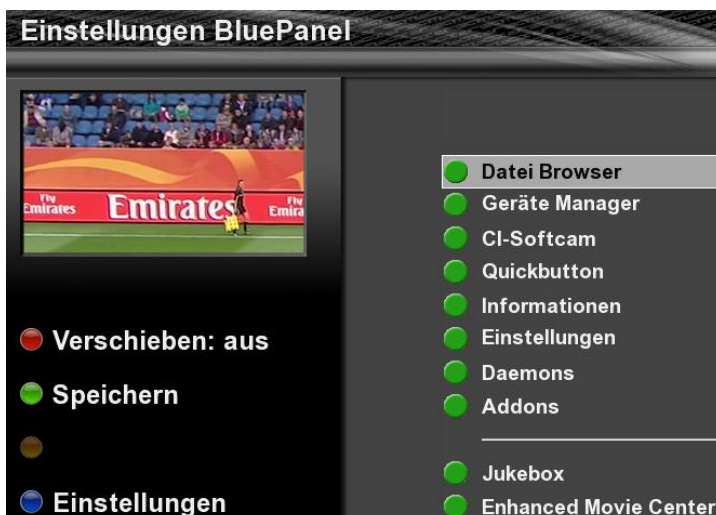 Einstellungen BluePanel
Fly
Emirates
Emirates
Fly
Emira
Verschieben: aus
Speichern
Einstellungen
Datei Browser
Geräte Manager
CI-Softcam
Quickbutton
Informationen
Einstellungen
Daemons
Addons
Jukebox
Enhanced Movie Center